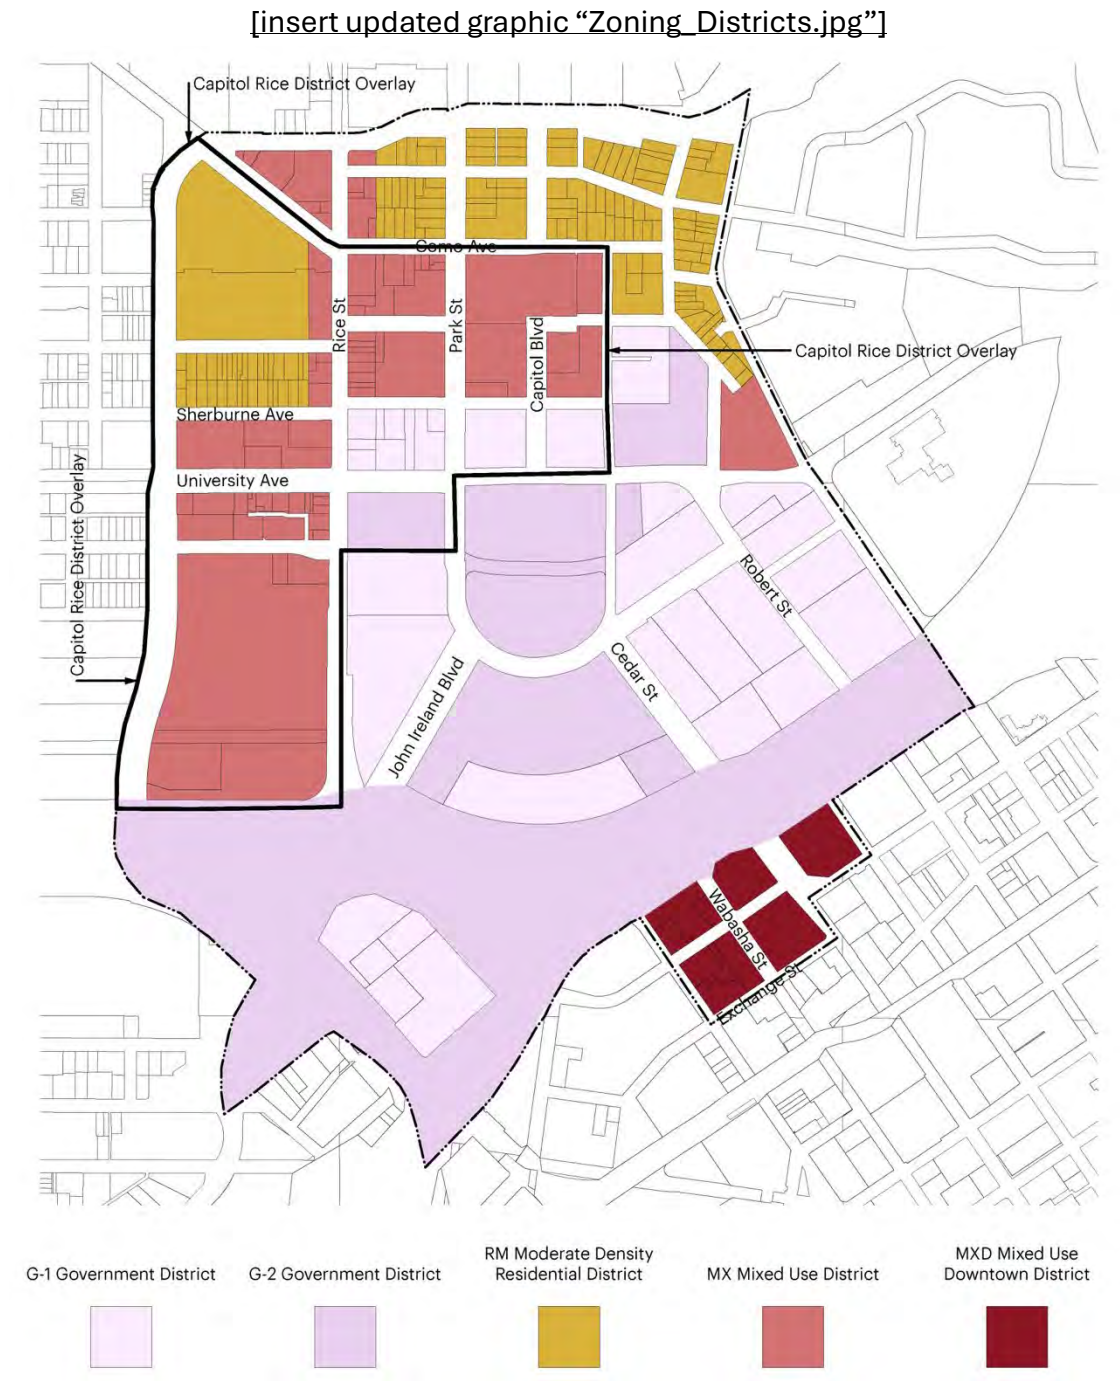 [insert updated graphic “Zoning_Districts.jpg”]
Capitol Rice District Overlay
Como Ave
Rice St
Park St
Capitol Blvd
Capitol Rice District Overlay
Sherburne Ave
University Ave
Capitol Rice District Overlay
Robert St
Cedar St
John Ireland Blvd
Wabasha St
Exchange St
G-1 Government District
G-2 Government District
RM Moderate Density
Residential District
MX Mixed Use District
MXD Mixed Use
Downtown District